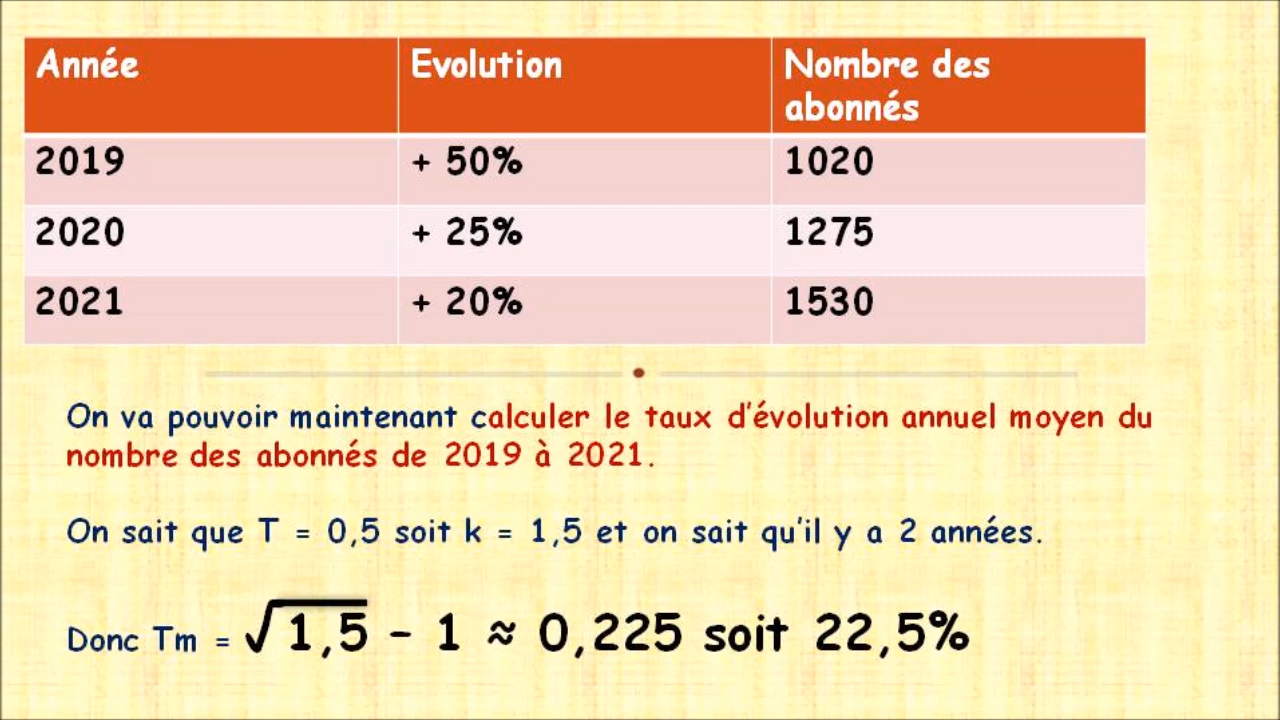 Année Evolution Nombre des
abonnés
2019 + 50% 1020
2020 + 25% 1275
2021 + 20% 1530
On va pouvoir maintenant calculer le taux d'évolution annuel moyen du
nombre des abonnés de 2019 à 2021.
On sait que T = 0,5 soit k = 1,5 et on sait qu'il y a 2 années.
Donc Tm = √1,5 – 1 ≈ 0,225 soit 22,5%